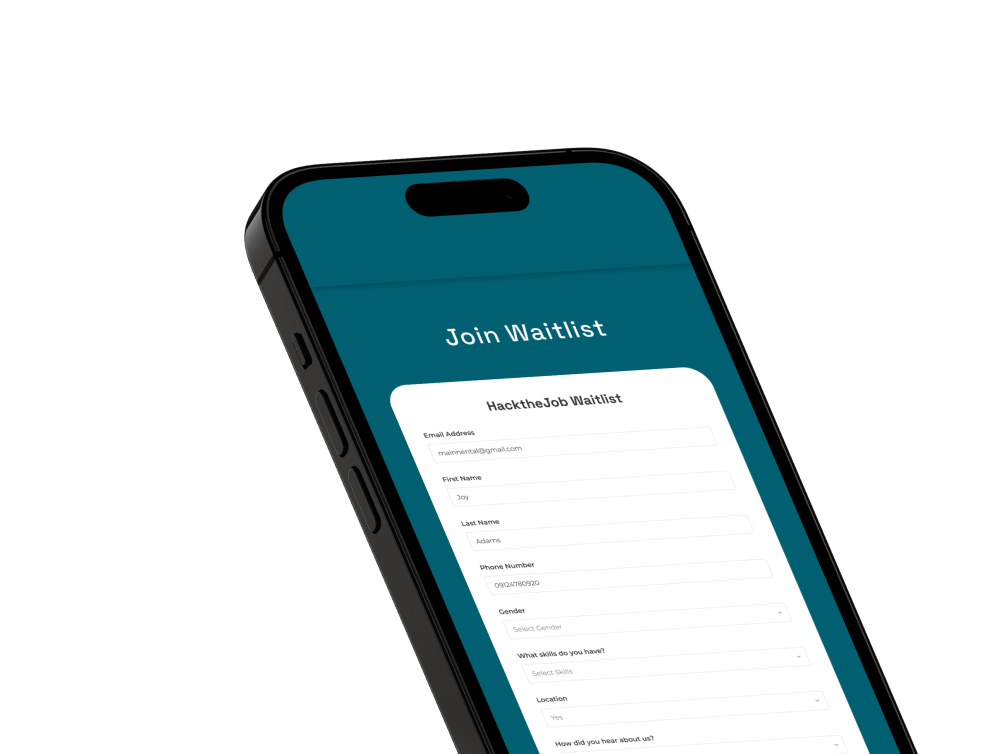 Join Waitlist
HacktheJob Waitlist
Email Address
mainnental@gmail.com
First Name
Joy
Last Name
Adams
Phone Number
09124780920
Gender
Select Gender
What skills do you have?
Select Skills
Location
Yes
How did you hear about us?